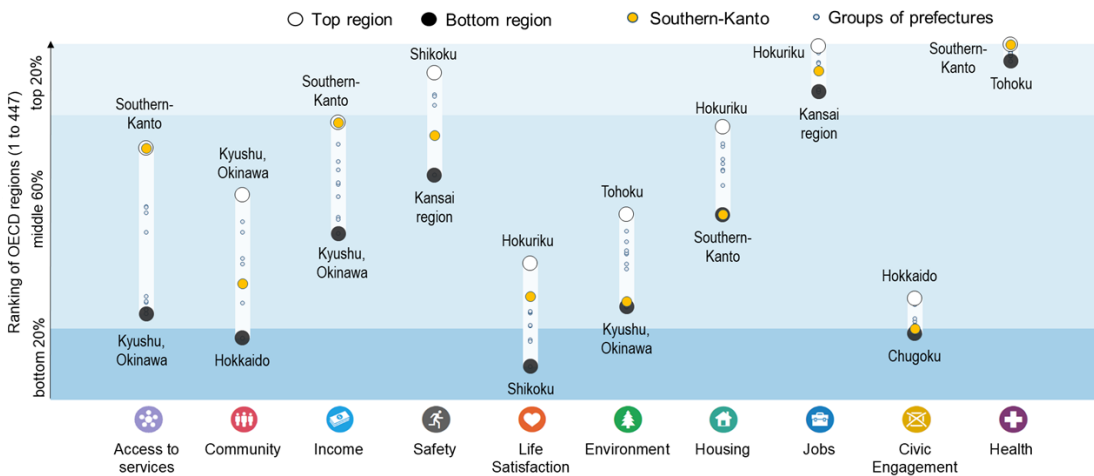 Top region
Bottom region
Southern-Kanto
Groups of prefectures
Ranking of OECD regions (1 to 447)
top 20%
middle 60%
bottom 20%
Southern-
Kanto
Kyushu,
Okinawa
Kyushu,
Okinawa
Hokkaido
Southern-
Kanto
Kyushu,
Okinawa
Shikoku
Kansai
region
Hokuriku
Shikoku
Tohoku
Kyushu,
Okinawa
Hokuriku
Southern-
Kanto
Hokuriku
Kansai
region
Hokkaido
Chugoku
Southern-
Kanto
Tohoku
Access to
services
Community
Income
Safety
Life
Satisfaction
Environment
Housing
Jobs
Civic
Engagement
Health